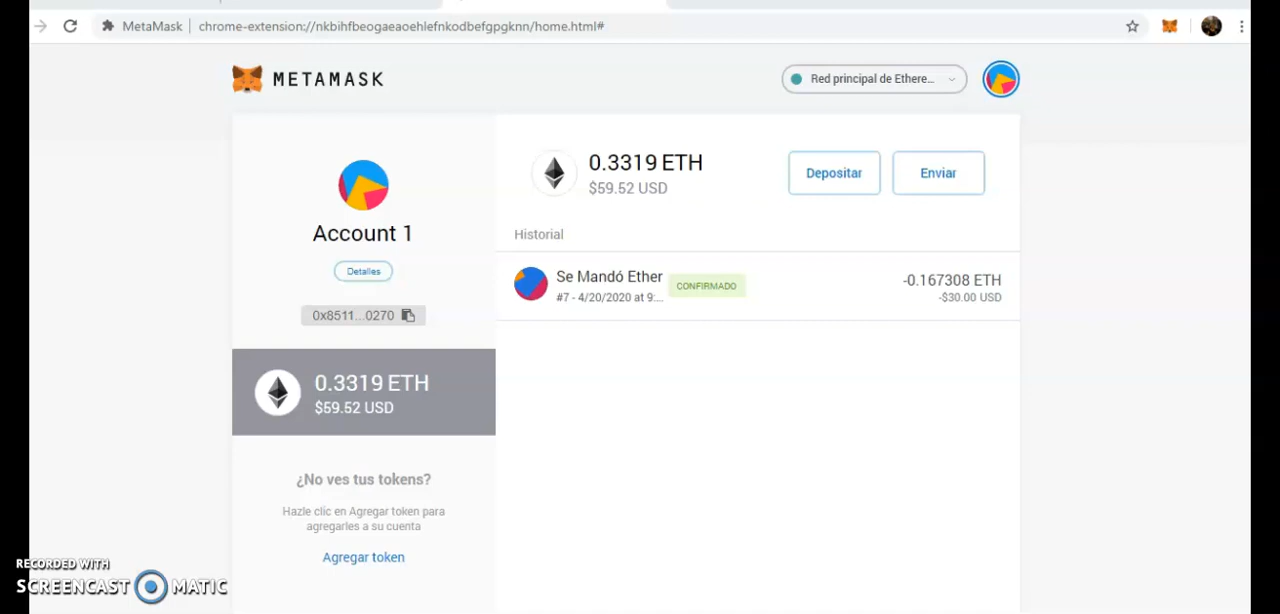 MetaMask
chrome-extension://nkbihfbeogaeaoehlefnkodbefgpgknn/home.html#
METAMASK
Red principal de Ethere...
Account 1
Detalles
0x8511...0270
0.3319 ETH
$59.52 USD
¿No ves tus tokens?
Hazle clic en Agregar token para
agregarles a su cuenta
Agregar token
0.3319 ETH
$59.52 USD
Depositar
Enviar
Historial
Se Mandó Ether
CONFIRMADO
-0.167308 ETH
#7 - 4/20/2020 at 9:...
-$30.00 USD
RECORDED WITH
SCREENCAST MATIC